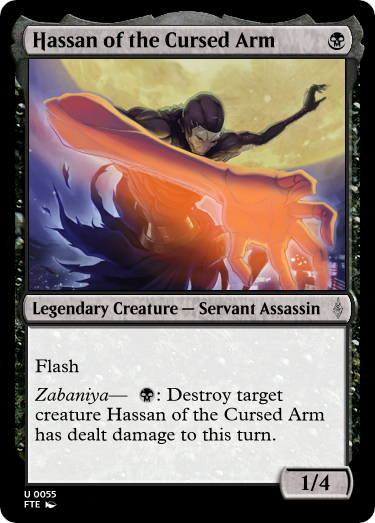 Hassan of the Cursed Arm
Legendary Creature — Servant Assassin
Flash
Zabaniya— : Destroy target
creature Hassan of the Cursed Arm
has dealt damage to this turn.
1/4
U 0055
FTE